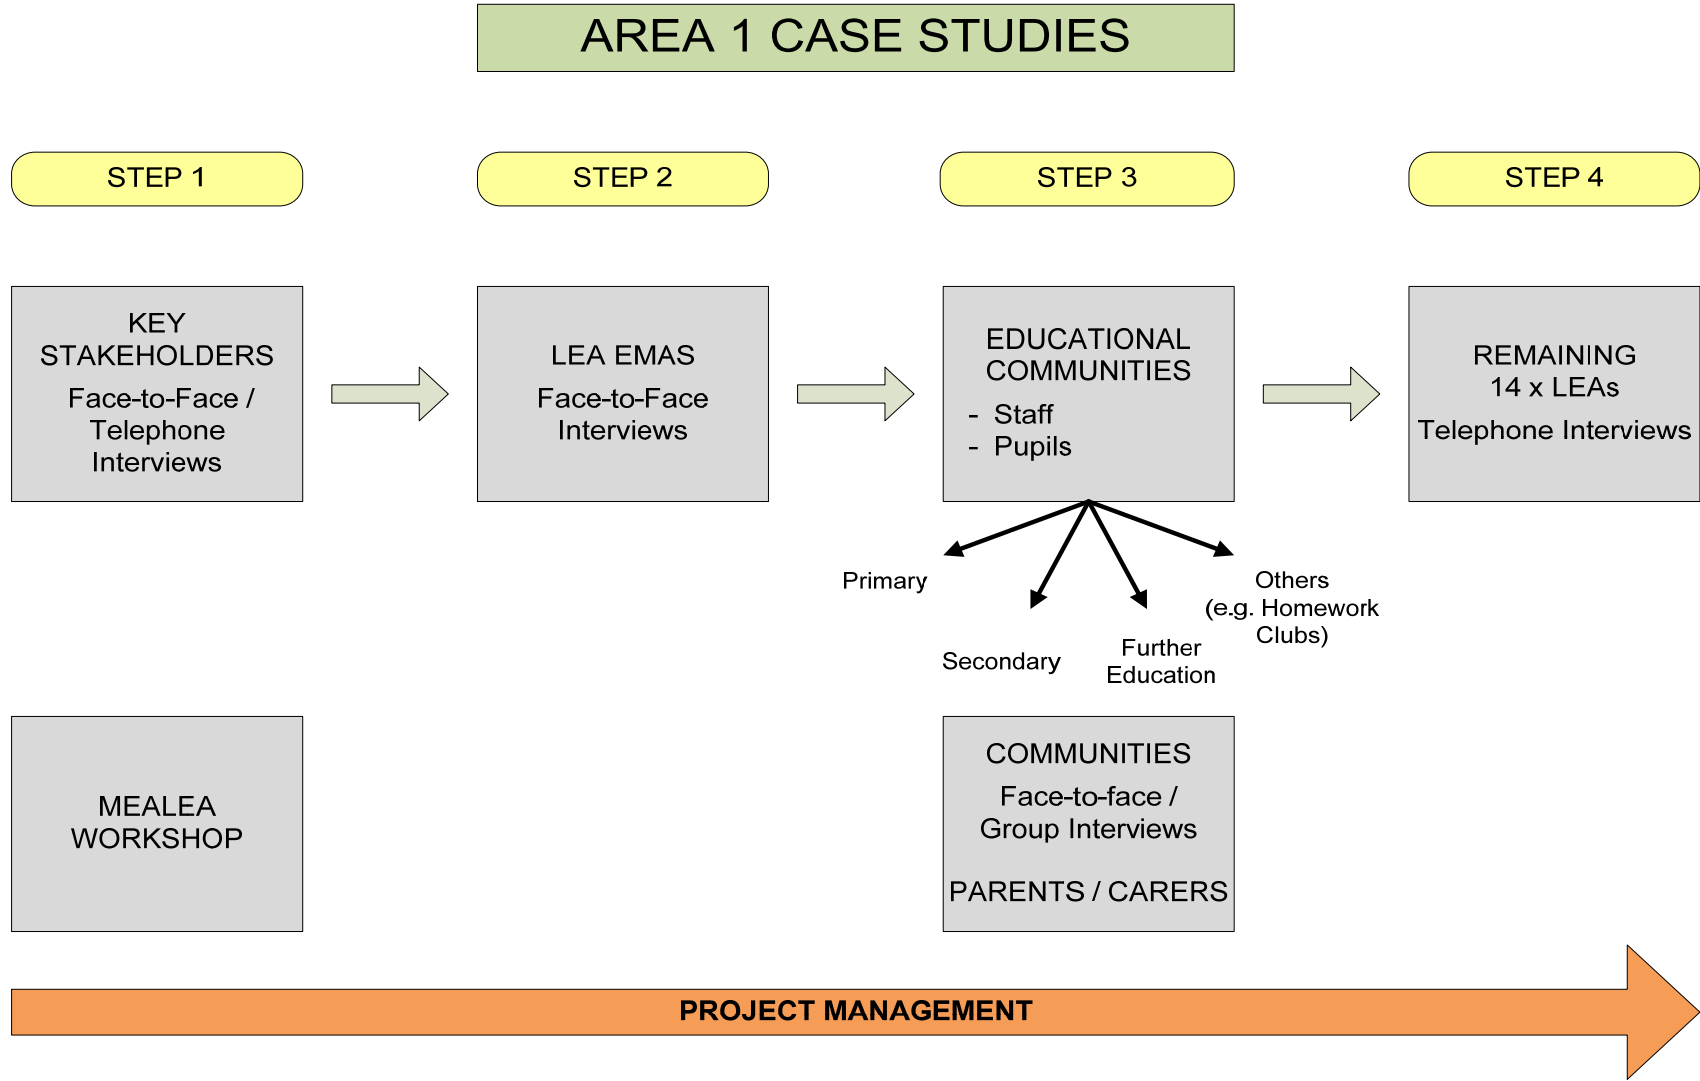 AREA 1 CASE STUDIES
STEP 1
STEP 2
STEP 3
STEP 4
KEY
STAKEHOLDERS
Face-to-Face /
Telephone
Interviews
LEA EMAS
Face-to-Face
Interviews
EDUCATIONAL
COMMUNITIES
- Staff
- Pupils
REMAINING
14 x LEAs
Telephone Interviews
Primary
Secondary
Further
Education
Others
(e.g. Homework
Clubs)
MEALEA
WORKSHOP
COMMUNITIES
Face-to-face /
Group Interviews
PARENTS / CARERS
PROJECT MANAGEMENT